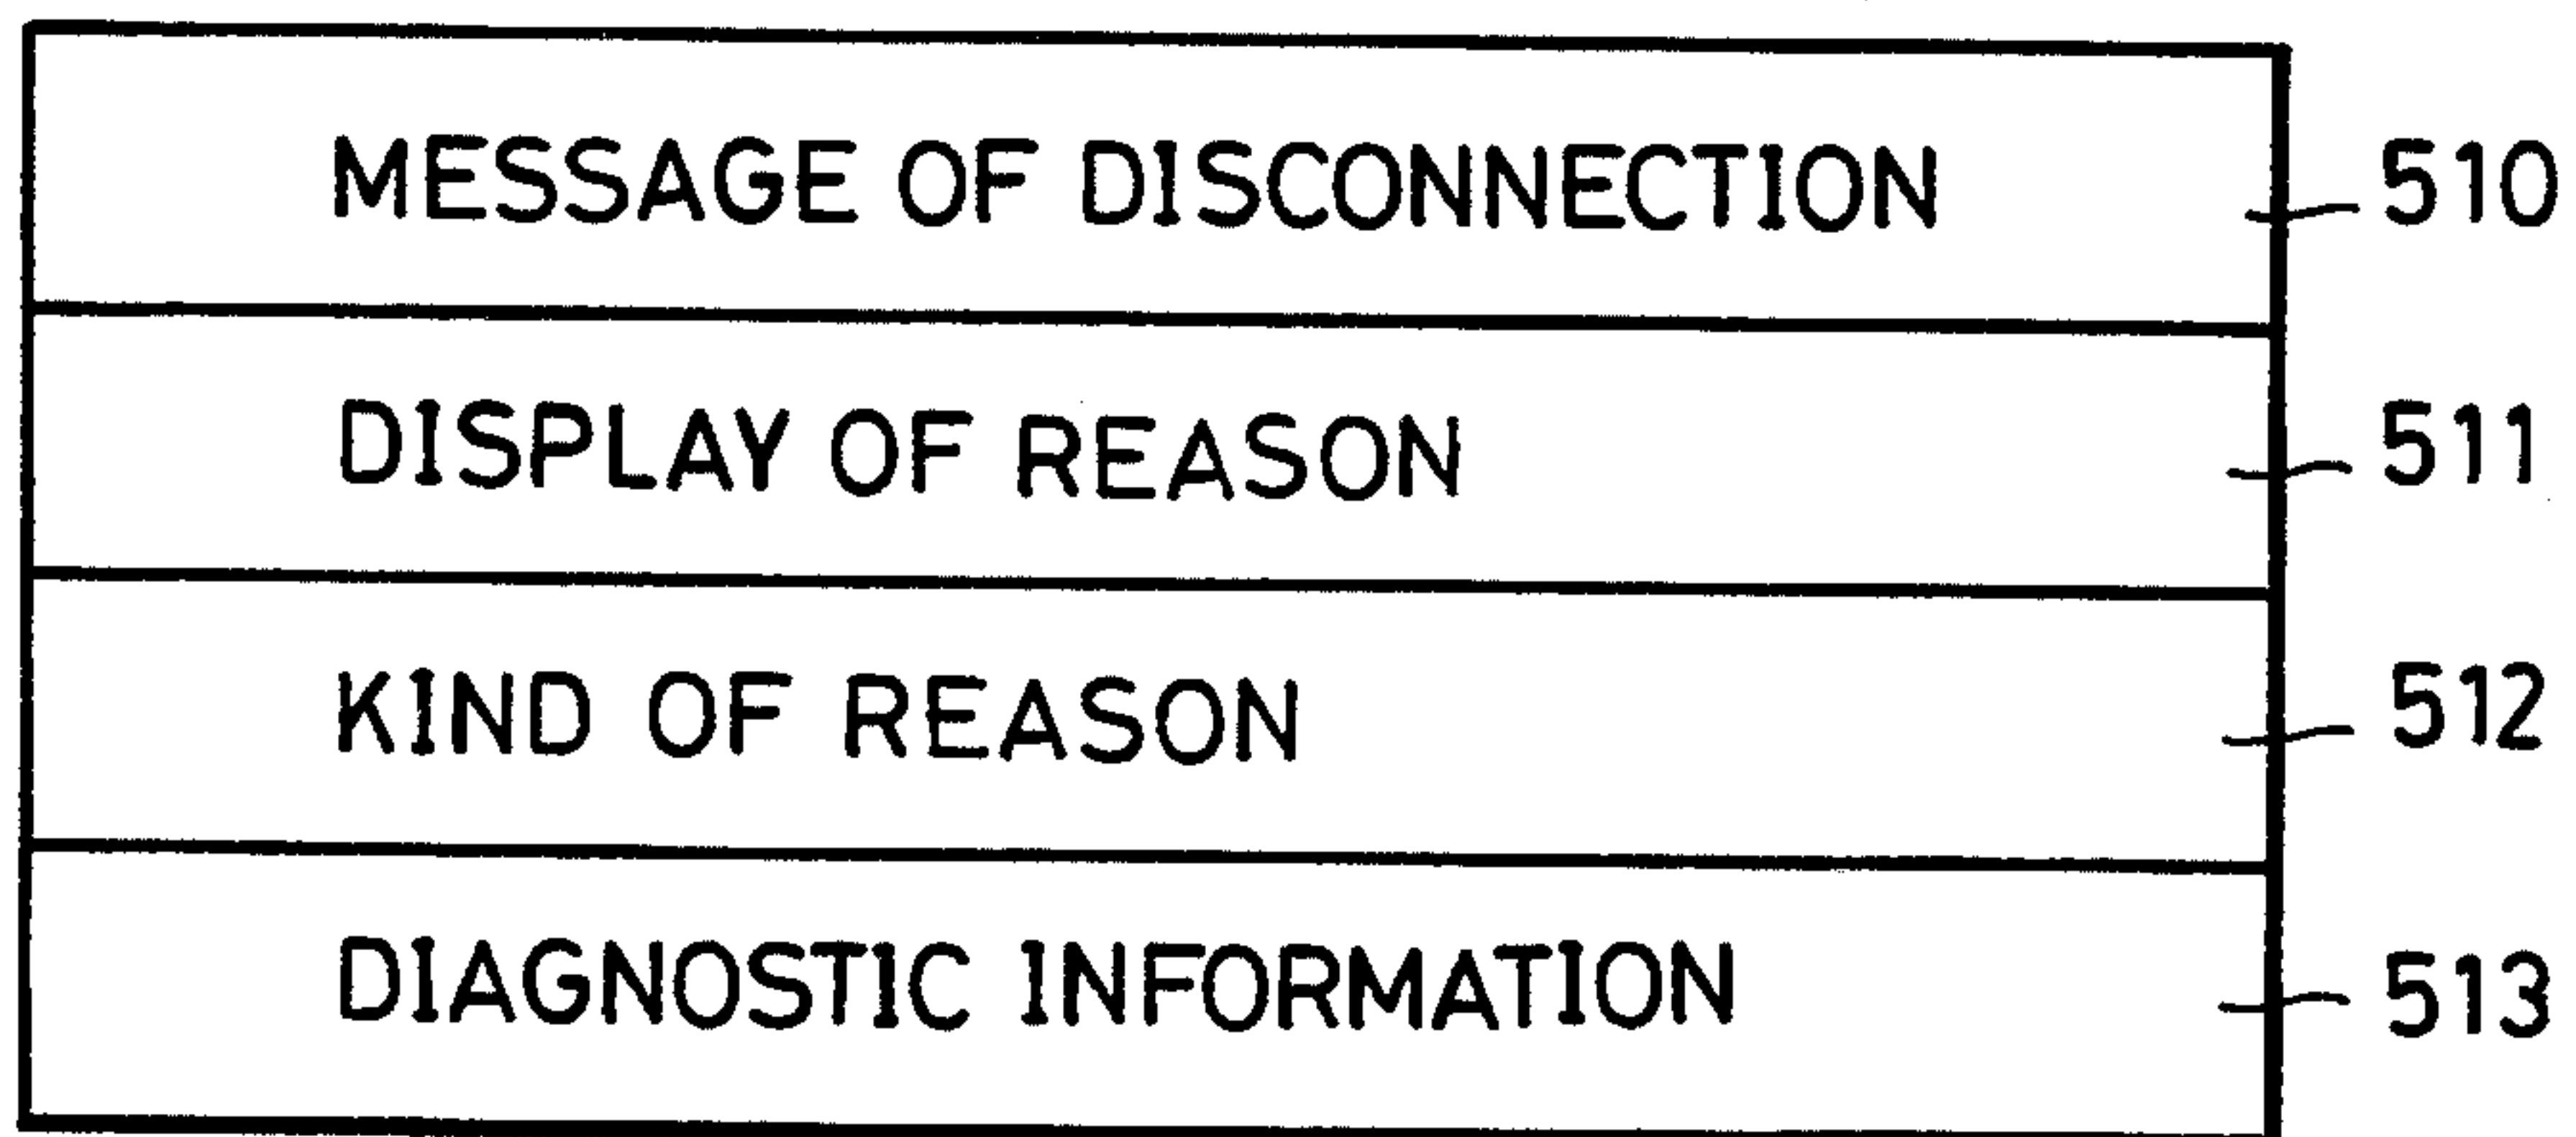 MESSAGE OF DISCONNECTION 510
DISPLAY OF REASON 511
KIND OF REASON 512
DIAGNOSTIC INFORMATION 513